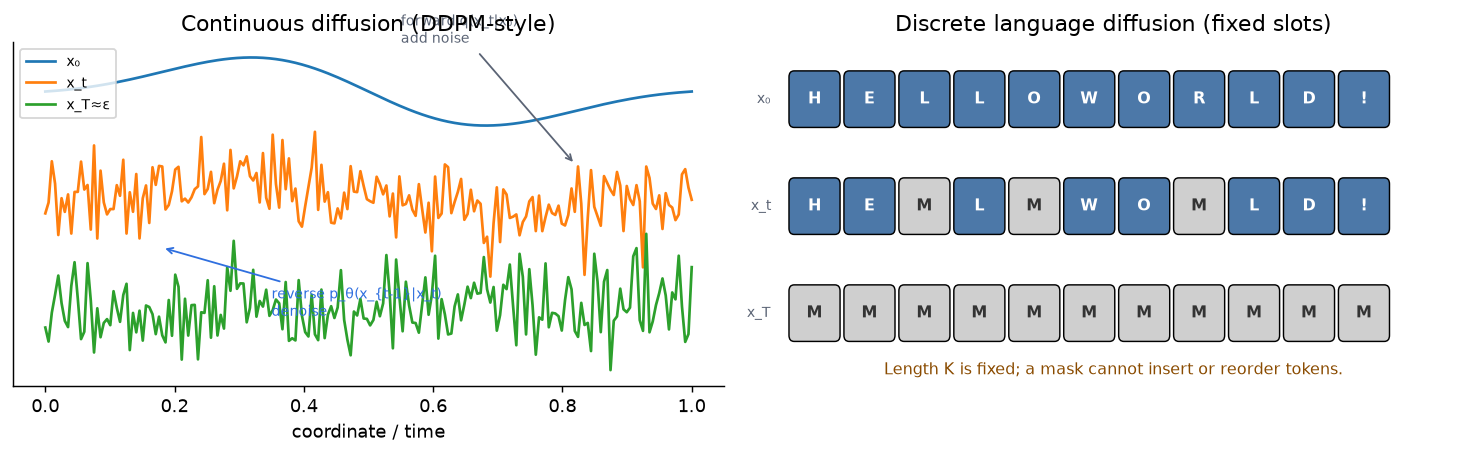 Continuous diffusion (DDPM-style)
add noise
x₀
x_t
x_T≈ε
reverse p_θ(x_{t-1}|x_t)
denoise
0.0 0.2 0.4 0.6 0.8 1.0
coordinate / time
Discrete language diffusion (fixed slots)
x₀ H E L L O W O R L D !
x_t H E M L M W O M L D !
x_T M M M M M M M M M M M
Length K is fixed; a mask cannot insert or reorder tokens.